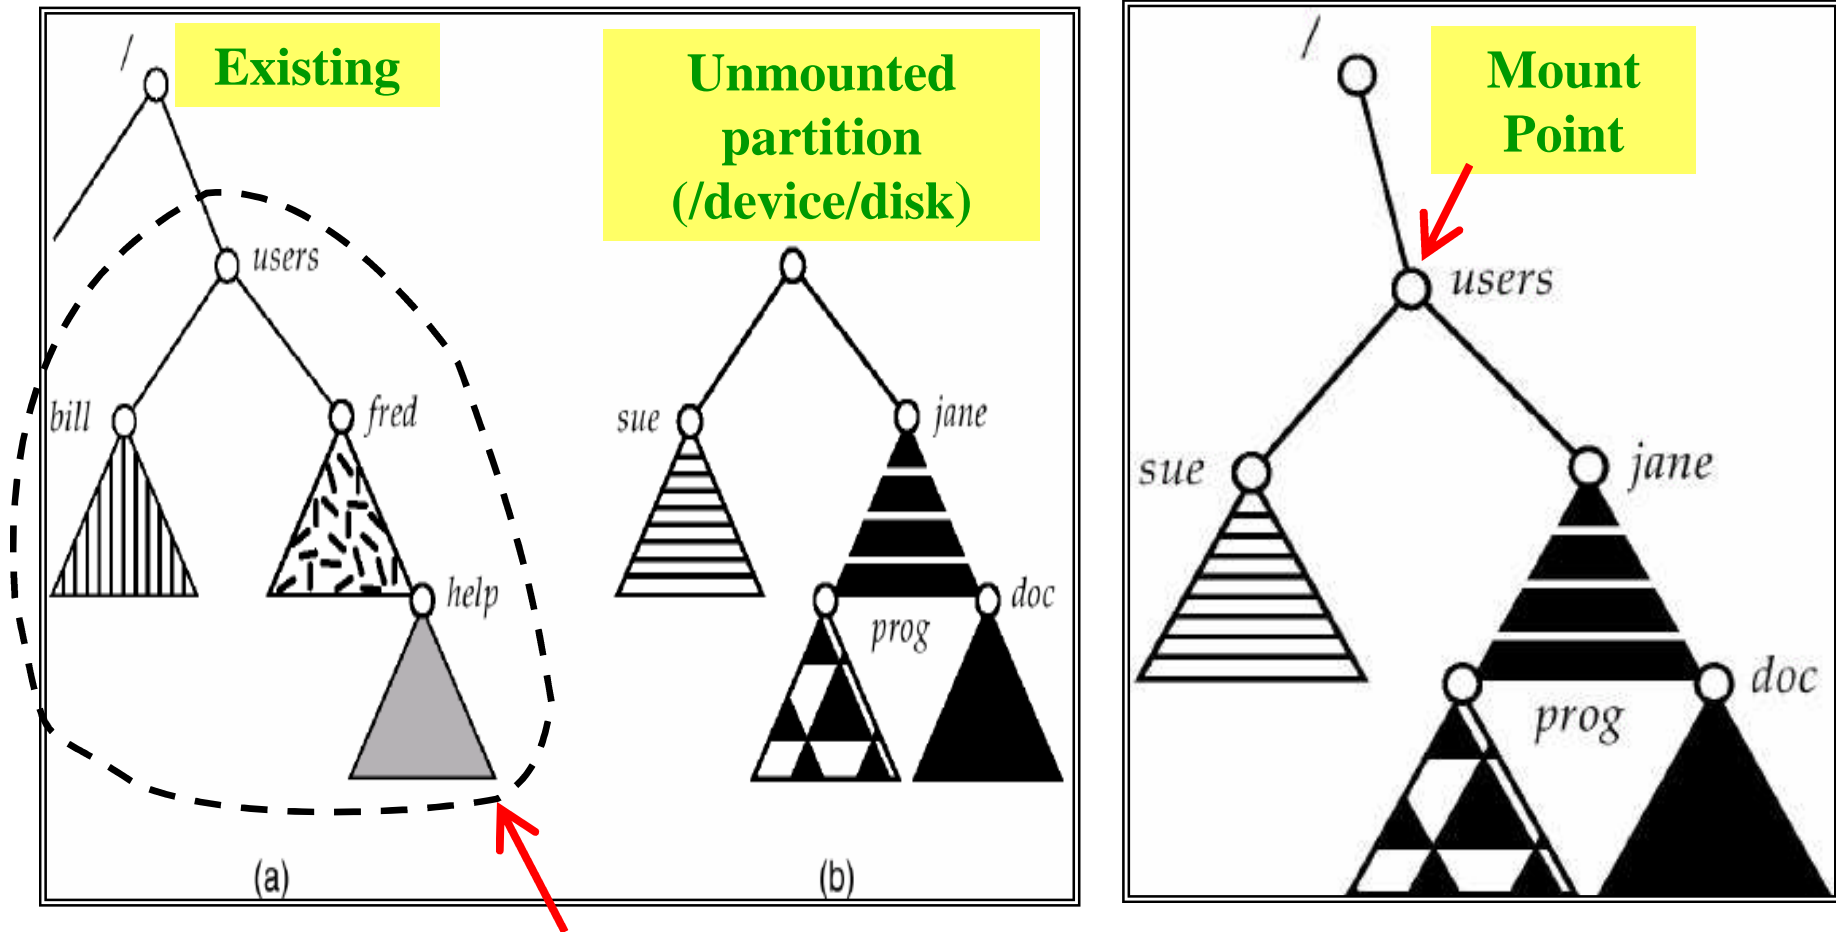 /
Existing
Unmounted
partition
(/device/disk)
users
bill
fred
help
sue
jane
prog
doc
(a)
(b)
/
Mount
Point
users
sue
jane
prog
doc